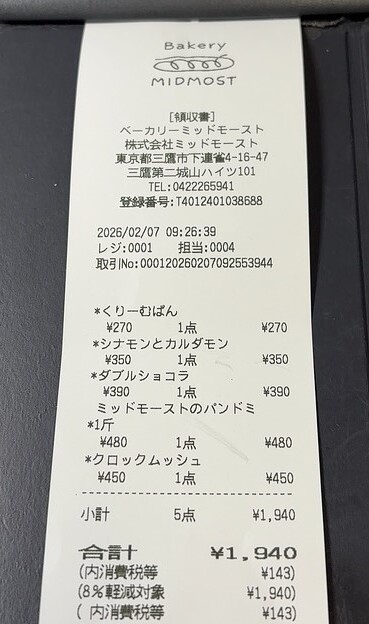 Bakery
MIDMOST
[領収書]
ベーカリーミッドモースト
株式会社ミッドモースト
東京都三鷹市下連雀4-16-47
三鷹第二城山ハイツ101
TEL:0422265941
登録番号:T4012401038688
2026/02/07 09:26:39
レジ:0001 担当:0004
取引No:000120260207092553944
*くりーむぱん
¥270 1点 ¥270
*シナモンとカルダモン
¥350 1点 ¥350
*ダブルショコラ
¥390 1点 ¥390
ミッドモーストのパンドミ
*1斤
¥480 1点 ¥480
*クロックムッシュ
¥450 1点 ¥450
小計 5点 ¥1,940
合計 ¥1,940
(内消費税等 ¥143)
(8%軽減対象 ¥1,940)
( 内消費税等 ¥143)